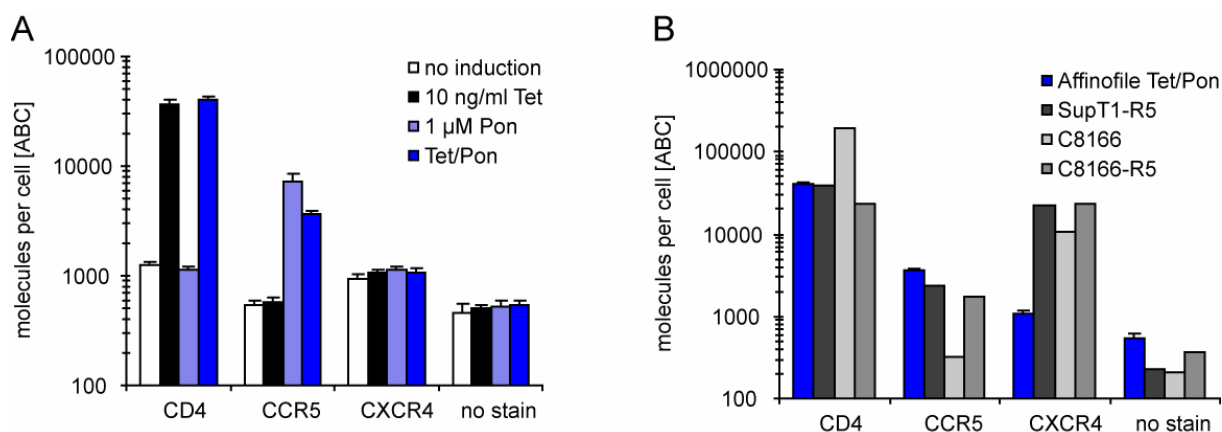 A
molecules per cell [ABC]
100000
10000
1000
100
no induction
10 ng/ml Tet
1 µM Pon
Tet/Pon
CD4 CCR5 CXCR4 no stain
B
molecules per cell [ABC]
1000000
100000
10000
1000
100
Affinofile Tet/Pon
SupT1-R5
C8166
C8166-R5
CD4 CCR5 CXCR4 no stain